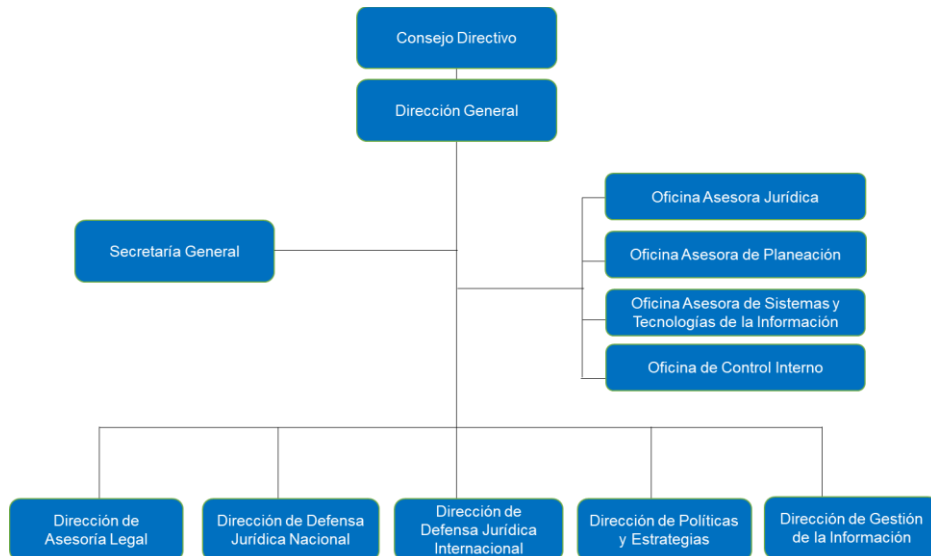 Consejo Directivo
Dirección General
Secretaría General
Oficina Asesora Jurídica
Oficina Asesora de Planeación
Oficina Asesora de Sistemas y
Tecnologías de la Información
Oficina de Control Interno
Dirección de
Asesoría Legal
Dirección de Defensa
Jurídica Nacional
Dirección de
Defensa Jurídica
Internacional
Dirección de Políticas
y Estrategias
Dirección de Gestión
de la Información